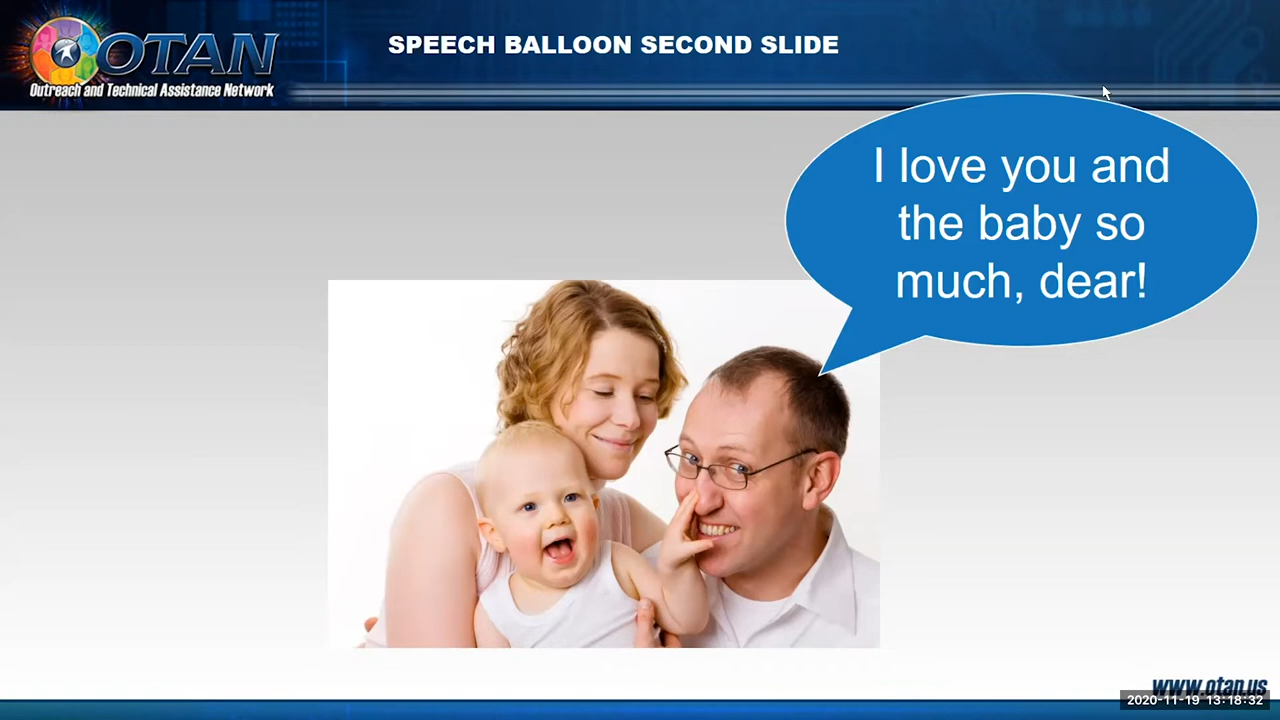 OTAN
Outreach and Technical Assistance Network
SPEECH BALLOON SECOND SLIDE
I love you and
the baby so
much, dear!
www.otan.us
2020-11-19 13:18:32